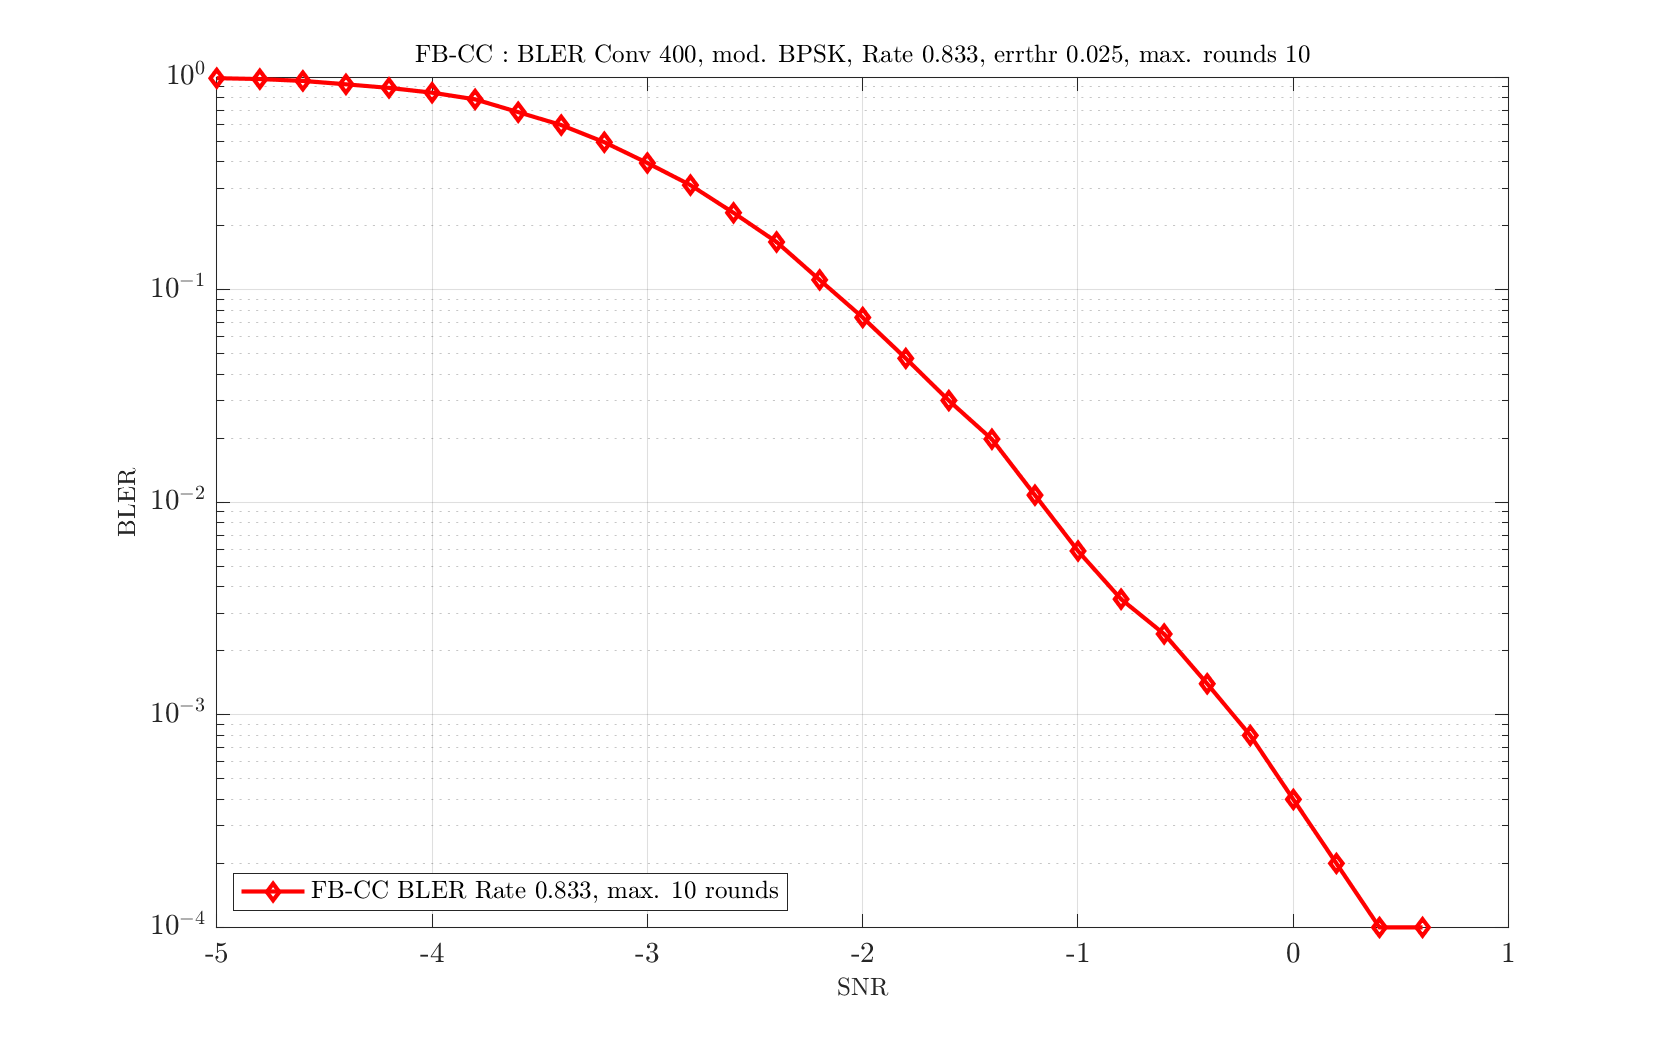 FB-CC : BLER Conv 400, mod. BPSK, Rate 0.833, errthr 0.025, max. rounds 10
10^0
10^-1
10^-2
10^-3
10^-4
BLER
FB-CC BLER Rate 0.833, max. 10 rounds
-5 -4 -3 -2 -1 0 1
SNR